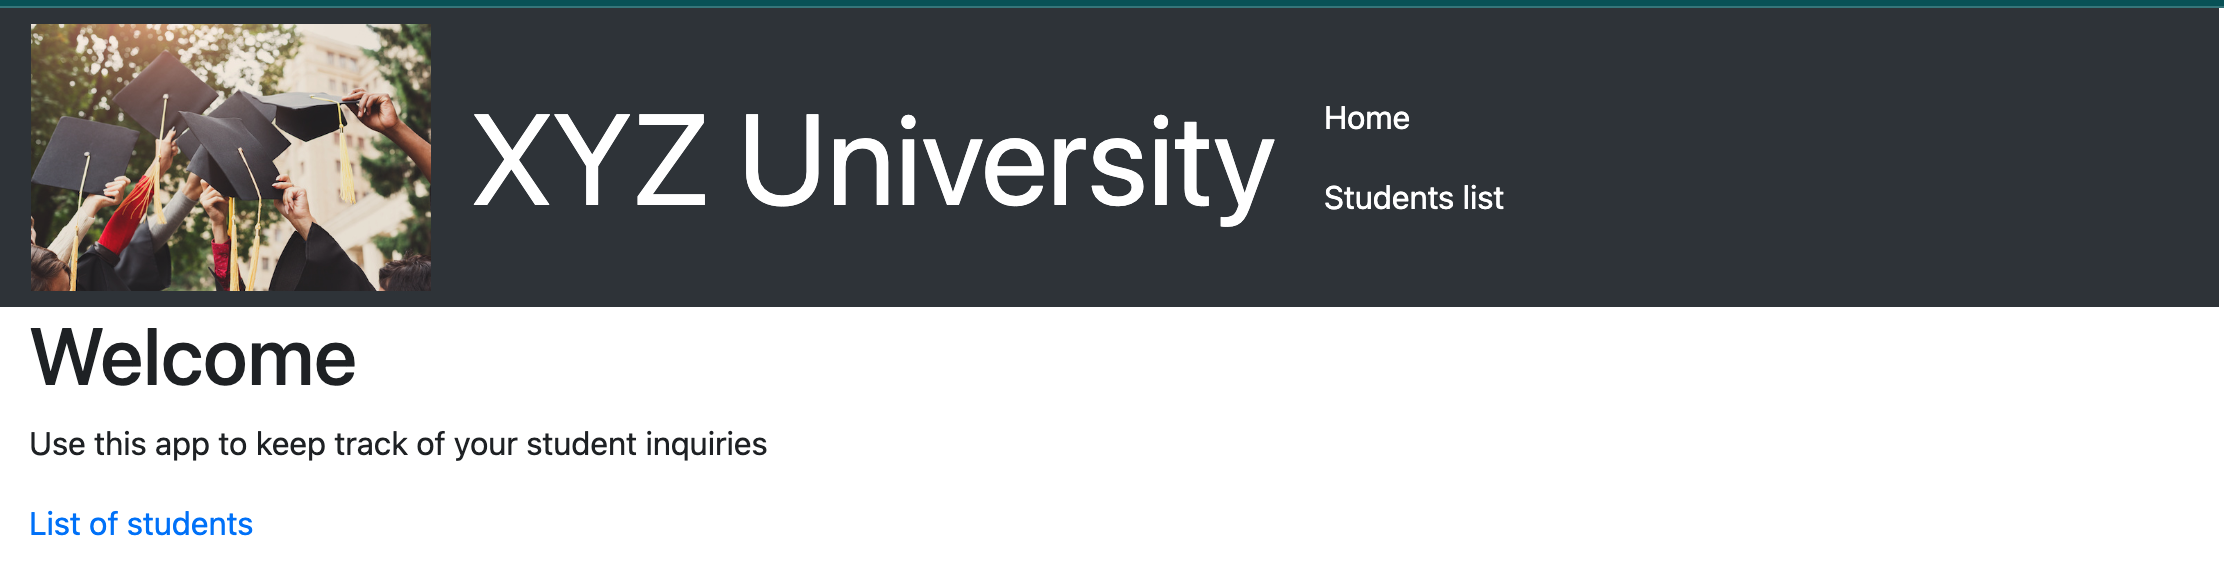 XYZ University
Home
Students list
Welcome
Use this app to keep track of your student inquiries
List of students